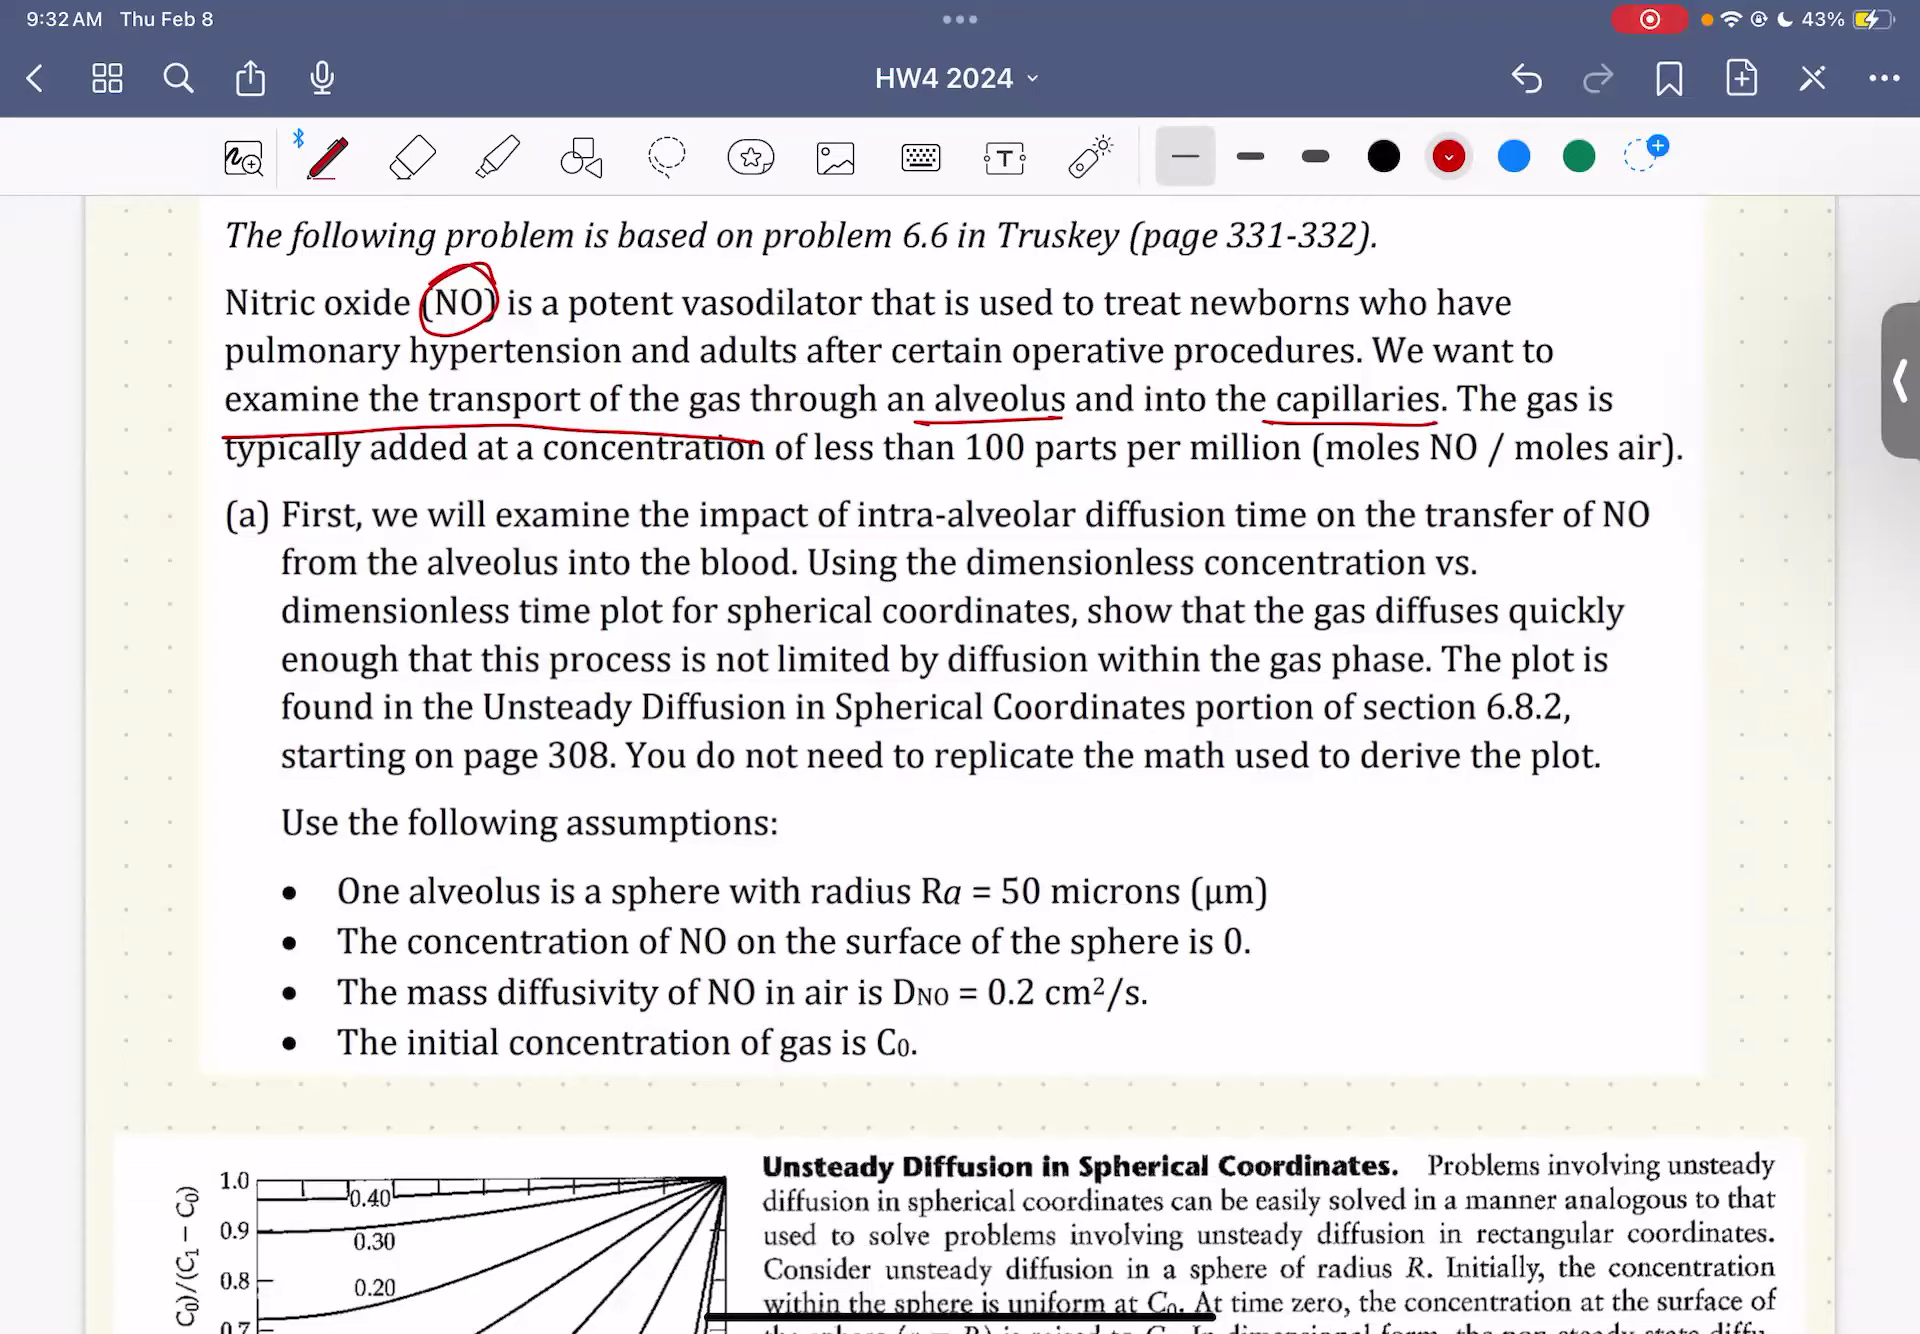 9:32 AM Thu Feb 8
43%
HW4 2024
T
The following problem is based on problem 6.6 in Truskey (page 331-332).
Nitric oxide (NO) is a potent vasodilator that is used to treat newborns who have
pulmonary hypertension and adults after certain operative procedures. We want to
examine the transport of the gas through an alveolus and into the capillaries. The gas is
typically added at a concentration of less than 100 parts per million (moles NO / moles air).
(a) First, we will examine the impact of intra-alveolar diffusion time on the transfer of NO
from the alveolus into the blood. Using the dimensionless concentration vs.
dimensionless time plot for spherical coordinates, show that the gas diffuses quickly
enough that this process is not limited by diffusion within the gas phase. The plot is
found in the Unsteady Diffusion in Spherical Coordinates portion of section 6.8.2,
starting on page 308. You do not need to replicate the math used to derive the plot.
Use the following assumptions:
• One alveolus is a sphere with radius Ra = 50 microns (μm)
• The concentration of NO on the surface of the sphere is 0.
• The mass diffusivity of NO in air is DNO = 0.2 cm²/s.
• The initial concentration of gas is C0.
1.0
0.40
0.9
0.30
0.8
0.20
0.7
C₀)/(C₁ − C₀)
Unsteady Diffusion in Spherical Coordinates. Problems involving unsteady
diffusion in spherical coordinates can be easily solved in a manner analogous to that
used to solve problems involving unsteady diffusion in rectangular coordinates.
Consider unsteady diffusion in a sphere of radius R. Initially, the concentration
within the sphere is uniform at C₀. At time zero, the concentration at the surface of